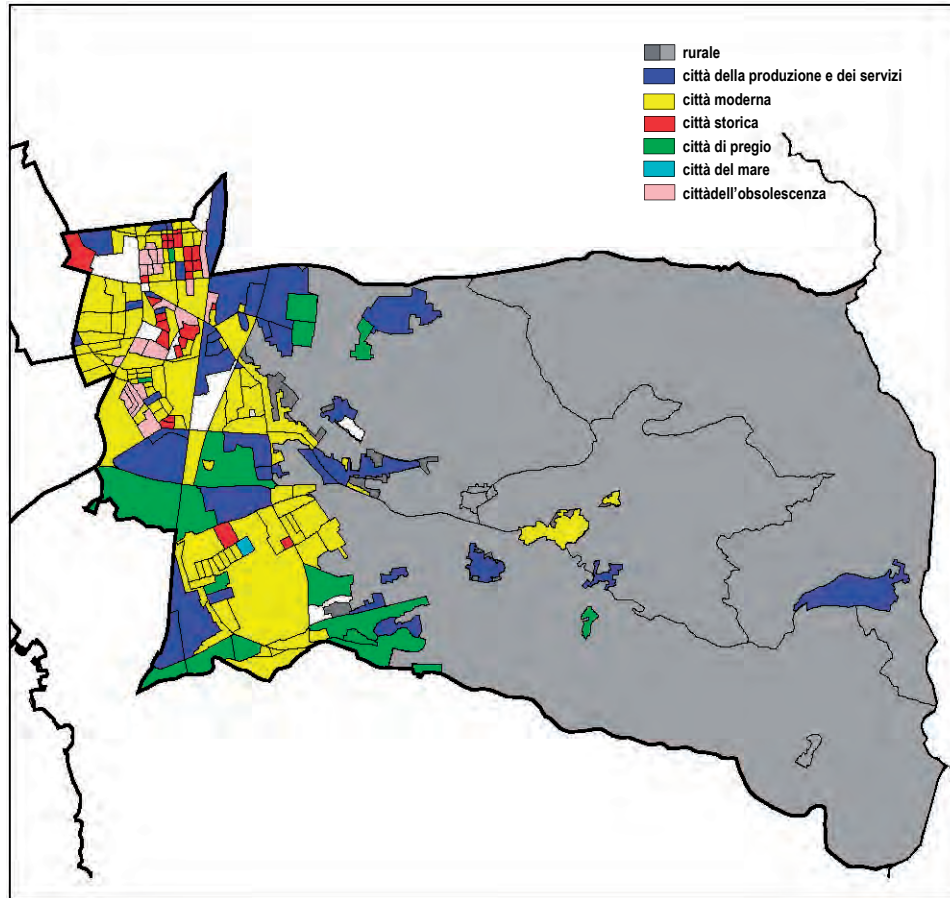 rurale
città della produzione e dei servizi
città moderna
città storica
città di pregio
città del mare
cittàdell'obsolescenza